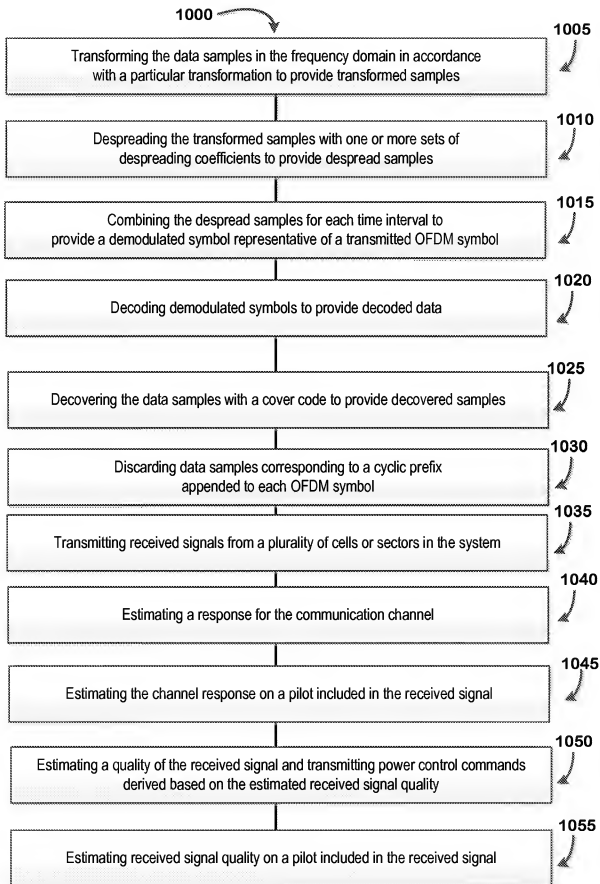 1000
1005
Transforming the data samples in the frequency domain in accordance
with a particular transformation to provide transformed samples
1010
Despreading the transformed samples with one or more sets of
despreading coefficients to provide despread samples
1015
Combining the despread samples for each time interval to
provide a demodulated symbol representative of a transmitted OFDM symbol
1020
Decoding demodulated symbols to provide decoded data
1025
Decovering the data samples with a cover code to provide decovered samples
1030
Discarding data samples corresponding to a cyclic prefix
appended to each OFDM symbol
1035
Transmitting received signals from a plurality of cells or sectors in the system
1040
Estimating a response for the communication channel
1045
Estimating the channel response on a pilot included in the received signal
1050
Estimating a quality of the received signal and transmitting power control commands
derived based on the estimated received signal quality
1055
Estimating received signal quality on a pilot included in the received signal